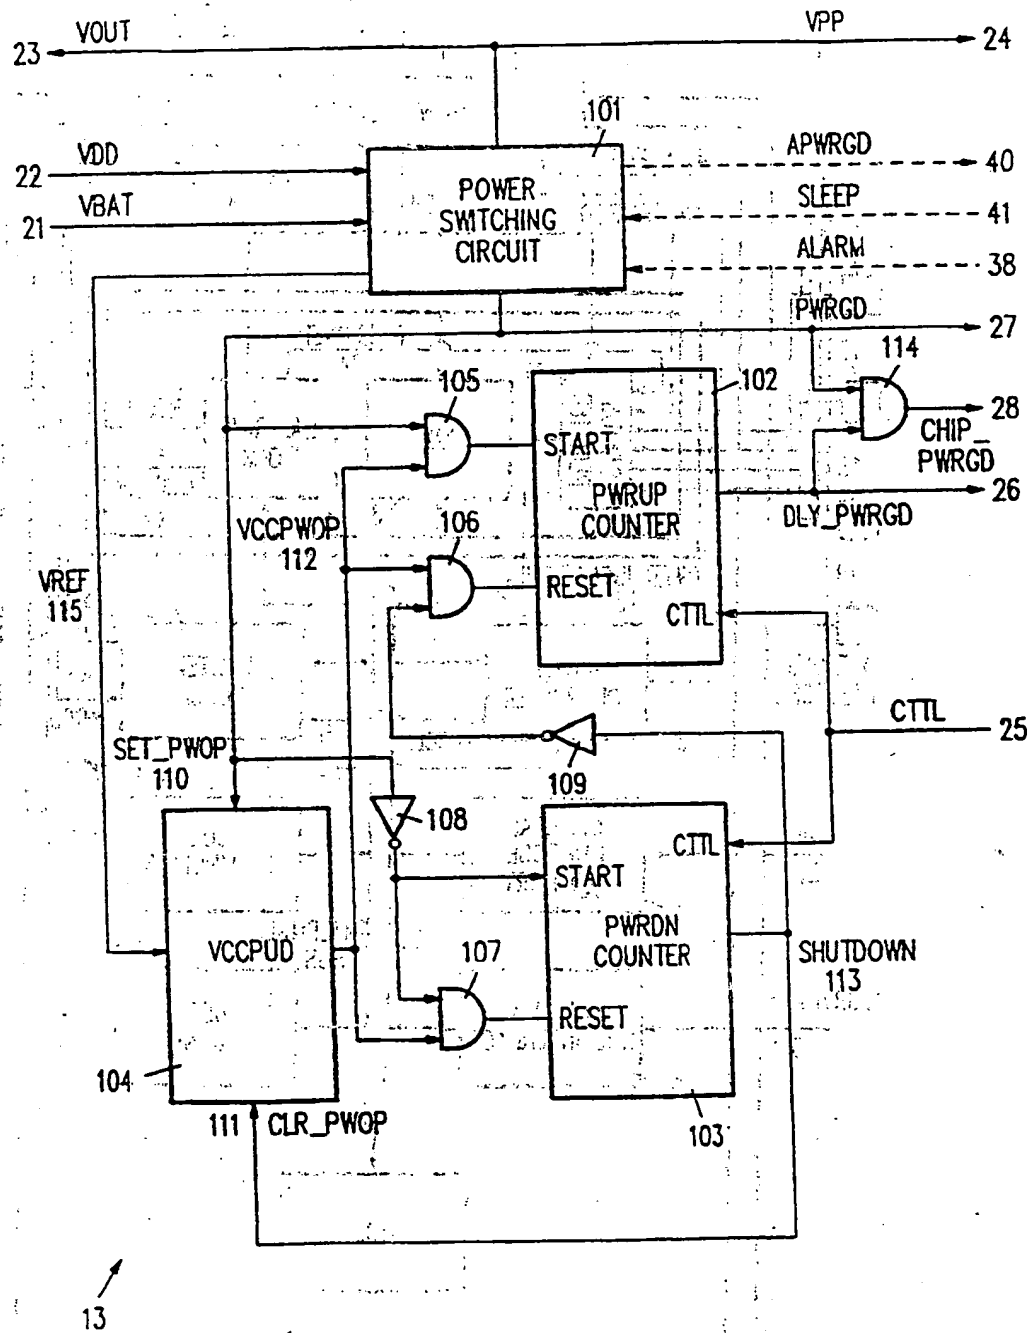 VOUT
VPP
23
24
101
VDD
APWRGD
22
40
POWER
SWITCHING
CIRCUIT
VBAT
SLEEP
21
41
ALARM
38
PWRGD
27
114
105
102
28
CHIP_
PWRGD
START
PWRUP
COUNTER
26
DLY_PWRGD
VCCPWOP
112
106
VREF
115
RESET
CTTL
CTTL
25
SET_PWOP
110
109
108
CTTL
START
PWRDN
COUNTER
VCCPUD
107
SHUTDOWN
113
RESET
104
111 CLR_PWOP
103
13